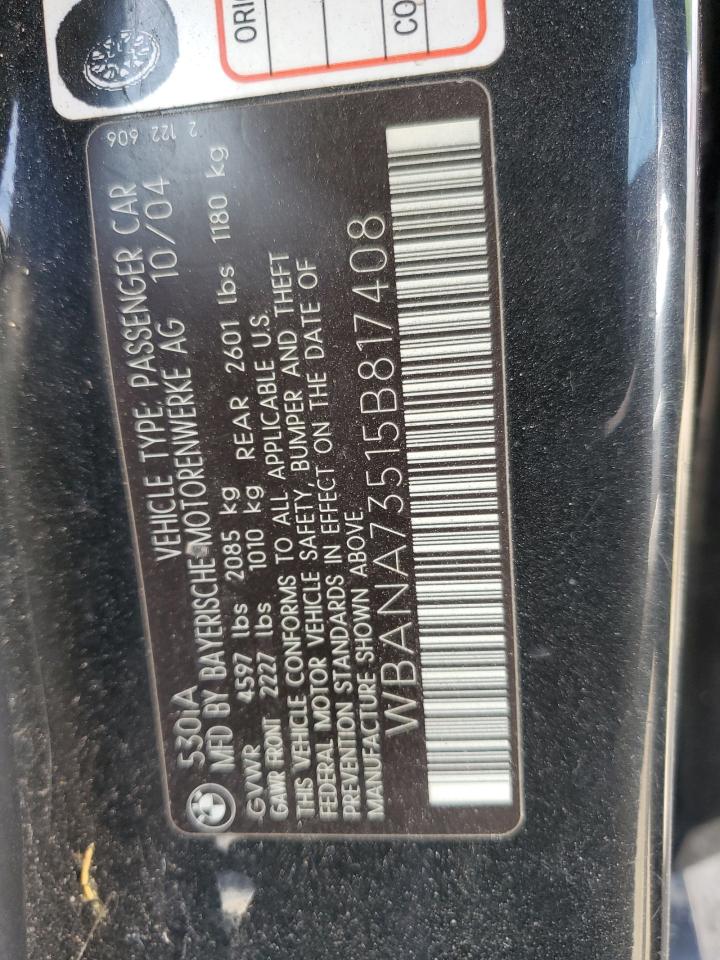 ORI
CO
2 122 606
530iA VEHICLE TYPE: PASSENGER CAR
MFD BY BAYERISCHE MOTORENWERKE AG 10/04
GVWR 4597 lbs 2085 kg REAR 2601 lbs 1180 kg
GAWR FRONT 2227 lbs 1010 kg
THIS VEHICLE CONFORMS TO ALL APPLICABLE U.S.
FEDERAL MOTOR VEHICLE SAFETY, BUMPER AND THEFT
PREVENTION STANDARDS IN EFFECT ON THE DATE OF
MANUFACTURE SHOWN ABOVE.
WBANA73515B817408